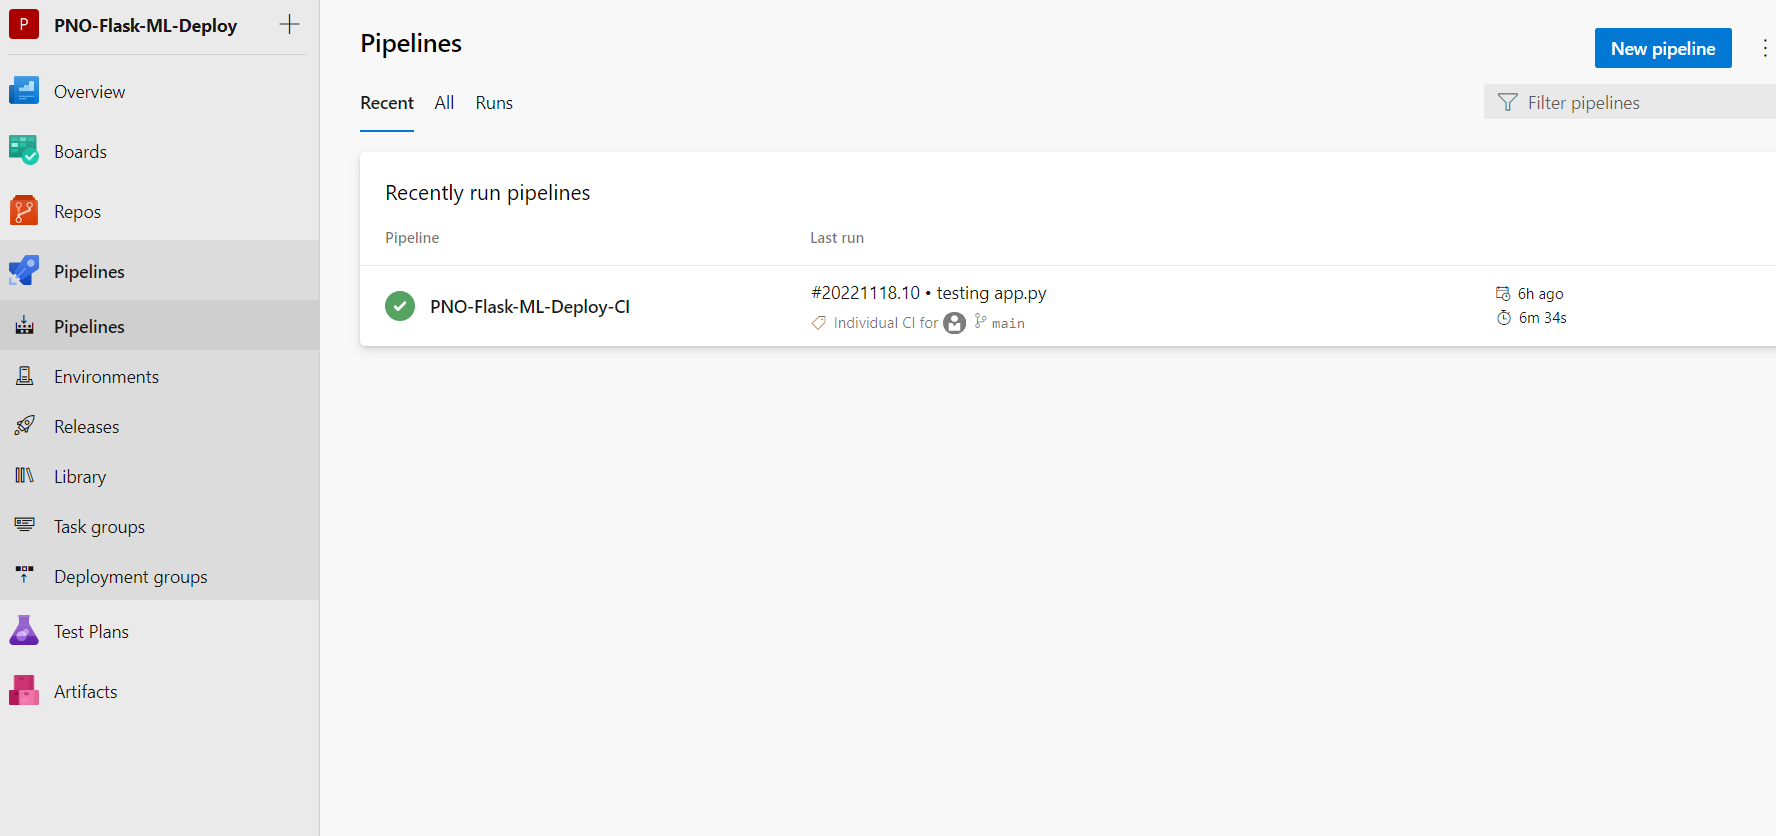 P PNO-Flask-ML-Deploy
Overview
Boards
Repos
Pipelines
Pipelines
Environments
Releases
Library
Task groups
Deployment groups
Test Plans
Artifacts
Pipelines
New pipeline
Recent All Runs
Filter pipelines
Recently run pipelines
Pipeline Last run
PNO-Flask-ML-Deploy-CI
#20221118.10 • testing app.py
Individual CI for main
6h ago
6m 34s